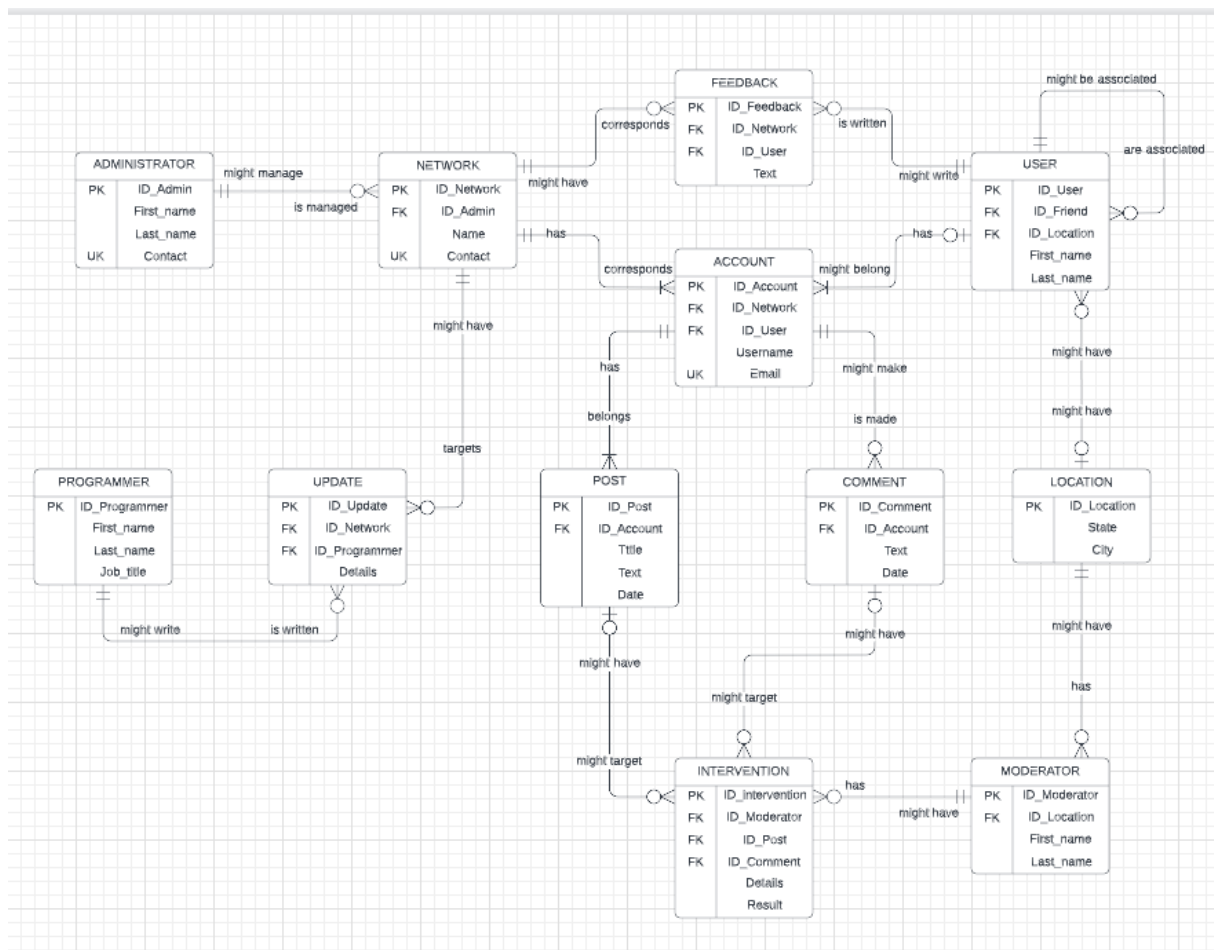 might be associated
FEEDBACK
PK ID_Feedback
FK ID_Network
FK ID_User
Text
corresponds
is written
are associated
ADMINISTRATOR
PK ID_Admin
First_name
Last_name
UK Contact
might manage
is managed
NETWORK
PK ID_Network
FK ID_Admin
Name
UK Contact
might have
might write
USER
PK ID_User
FK ID_Friend
FK ID_Location
First_name
Last_name
has
corresponds
ACCOUNT
PK ID_Account
FK ID_Network
FK ID_User
Username
UK Email
might belong
has
might have
has
might make
might have
belongs
is made
might have
targets
PROGRAMMER
PK ID_Programmer
First_name
Last_name
Job_title
UPDATE
PK ID_Update
FK ID_Network
FK ID_Programmer
Details
POST
PK ID_Post
FK ID_Account
Tttle
Text
Date
COMMENT
PK ID_Comment
FK ID_Account
Text
Date
LOCATION
PK ID_Location
State
City
might write
is written
might have
might have
might have
might target
has
might target
INTERVENTION
PK ID_Intervention
FK ID_Moderator
FK ID_Post
FK ID_Comment
Details
Result
has
might have
MODERATOR
PK ID_Moderator
FK ID_Location
First_name
Last_name